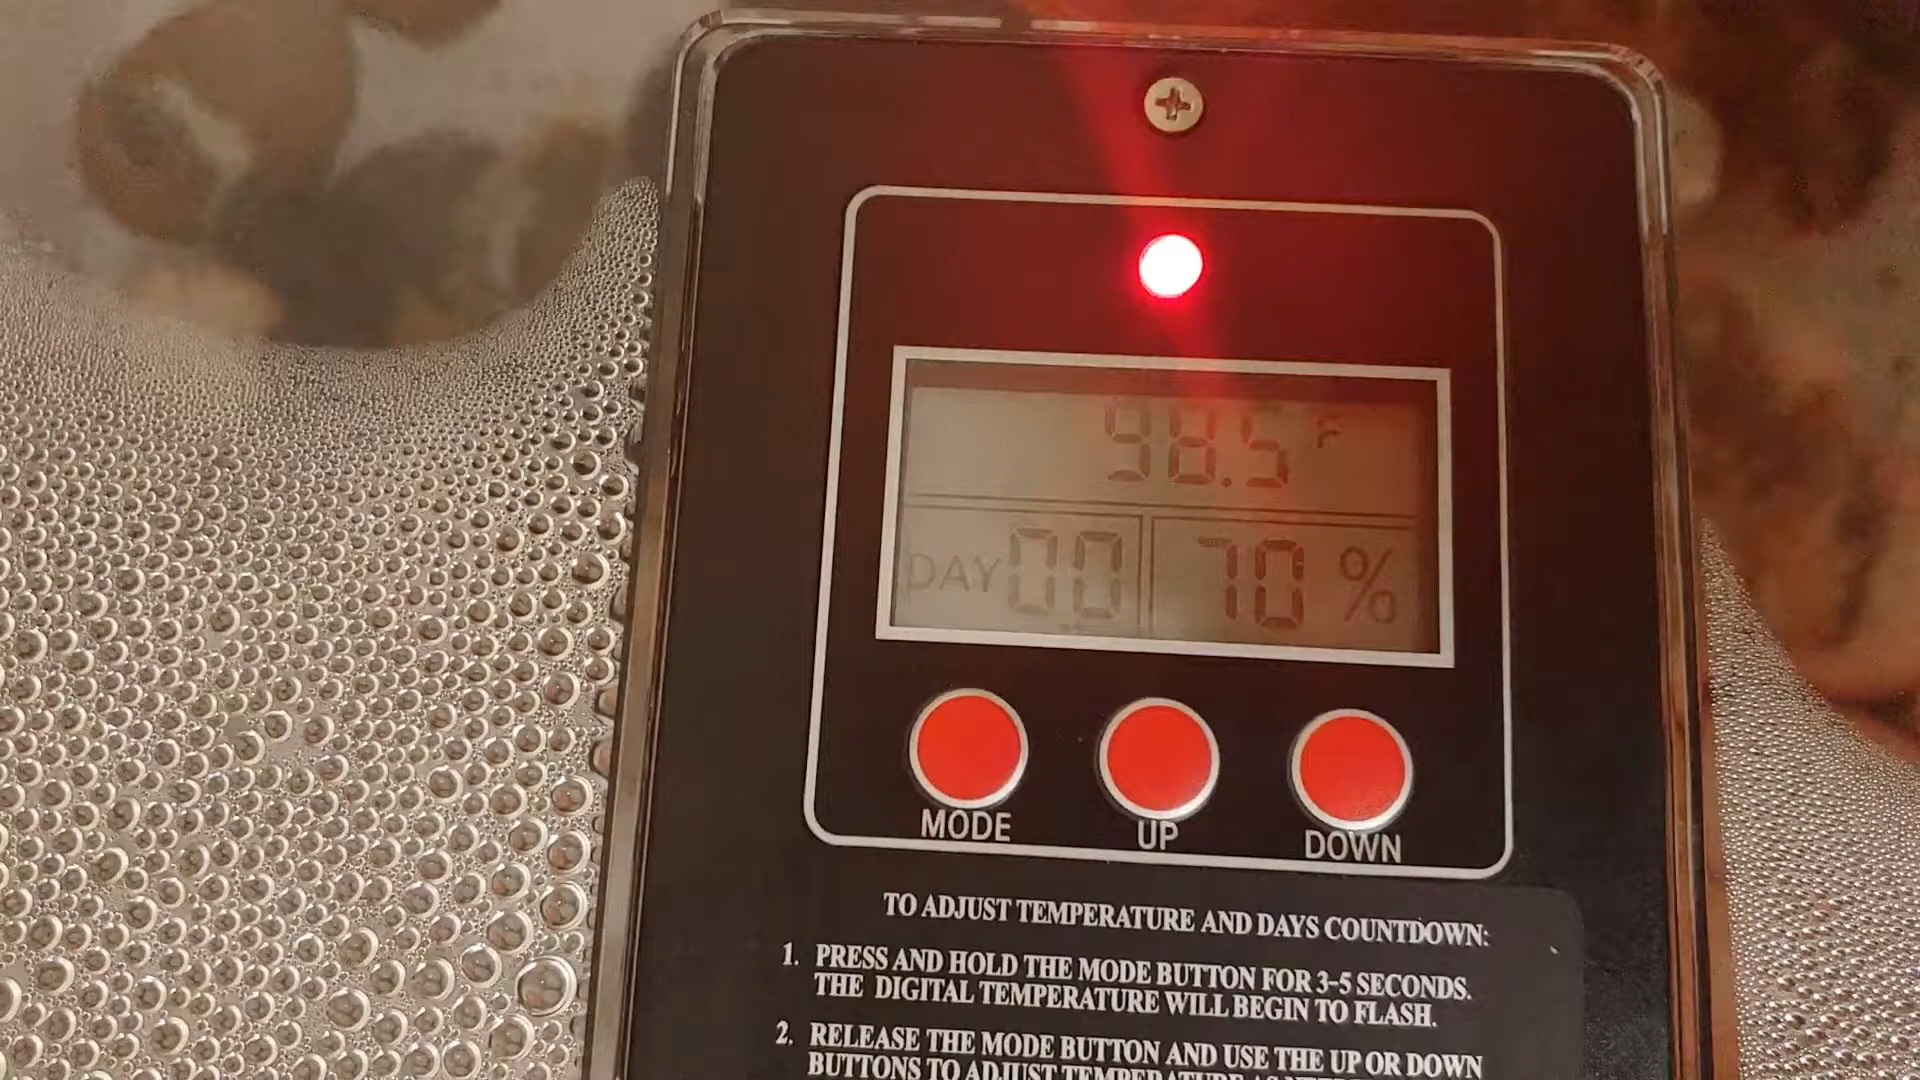 98.5 F
DAY 00 70 %
MODE UP DOWN
TO ADJUST TEMPERATURE AND DAYS COUNTDOWN:
1. PRESS AND HOLD THE MODE BUTTON FOR 3-5 SECONDS.
THE DIGITAL TEMPERATURE WILL BEGIN TO FLASH.
2. RELEASE THE MODE BUTTON AND USE THE UP OR DOWN
BUTTONS TO ADJUST TEMPERATURE